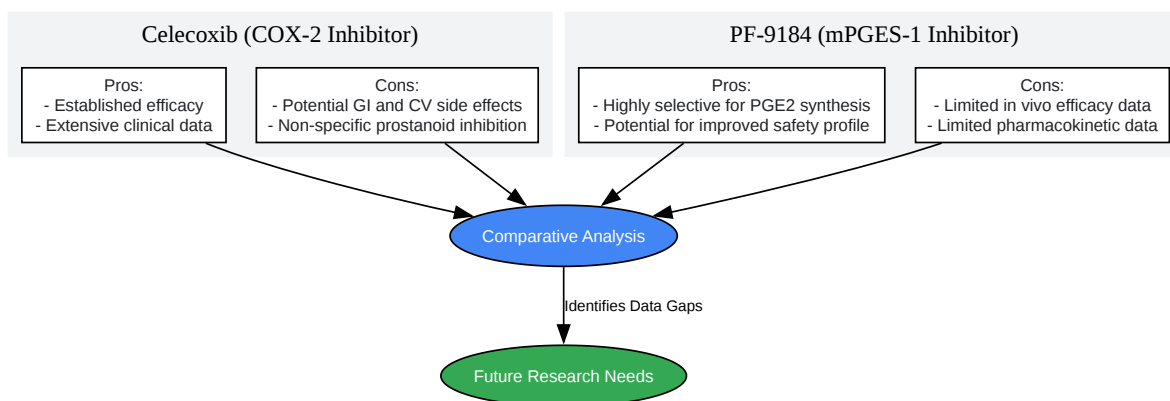 Celecoxib (COX-2 Inhibitor)
Pros:
- Established efficacy
- Extensive clinical data
Cons:
- Potential GI and CV side effects
- Non-specific prostanoid inhibition
PF-9184 (mPGES-1 Inhibitor)
Pros:
- Highly selective for PGE2 synthesis
- Potential for improved safety profile
Cons:
- Limited in vivo efficacy data
- Limited pharmacokinetic data
Comparative Analysis
Identifies Data Gaps
Future Research Needs